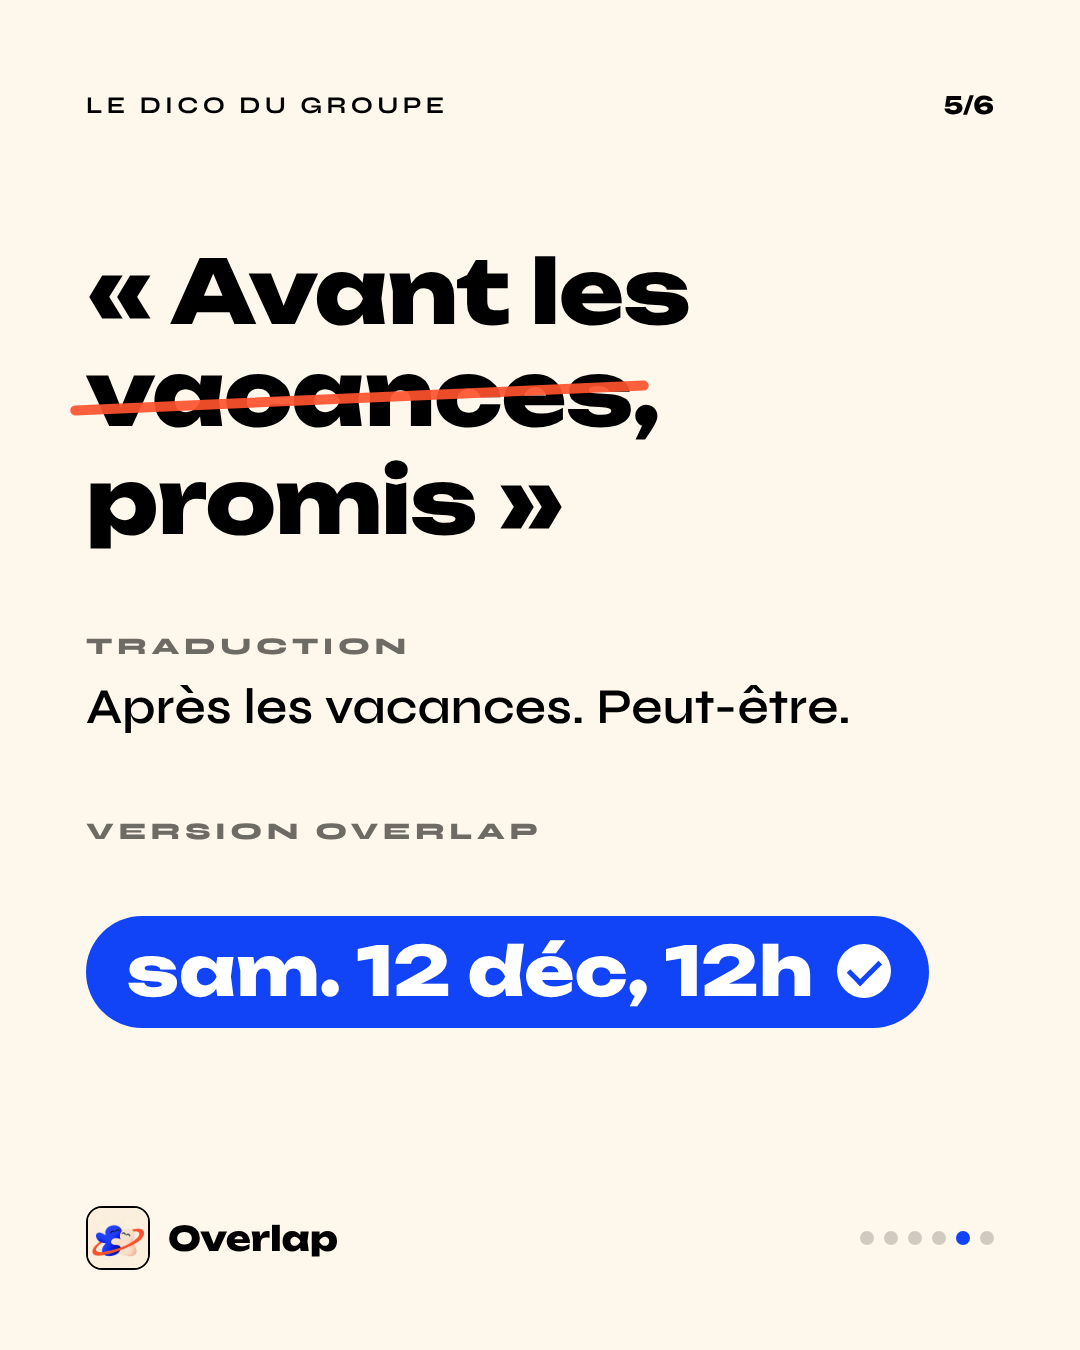 LE DICO DU GROUPE
5/6
« Avant les
vacances,
promis »
TRADUCTION
Après les vacances. Peut-être.
VERSION OVERLAP
sam. 12 déc, 12h
Overlap